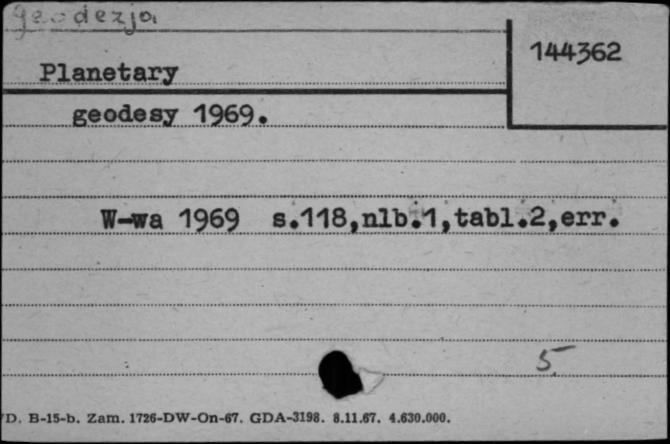 geodezja
144362
Planetary
geodesy 1969.
W-wa 1969 s.118,nlb.1,tabl.2,err.
5
D. B-15-b. Zam. 1726-DW-On-67. GDA-3198. 8.11.67. 4.630.000.